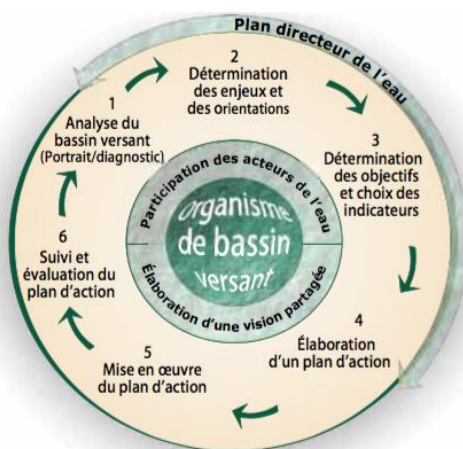 Plan directeur de l'eau
1
Analyse du
bassin versant
(Portrait/diagnostic)
2
Détermination
des enjeux et
des orientations
3
Détermination
des objectifs
et choix des
indicateurs
4
Élaboration
d'un plan d'action
5
Mise en œuvre
du plan d'action
6
Suivi et
évaluation du
plan d'action
Participation des acteurs de l'eau
Organisme
de bassin
versant
Élaboration d'une vision partagée